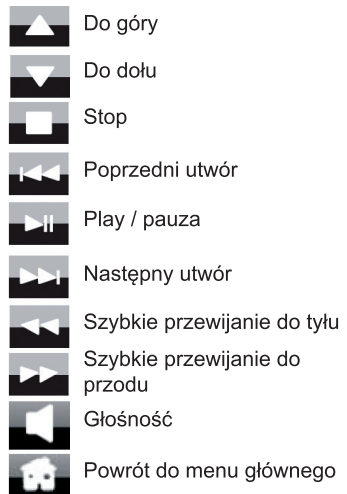 Do góry
Do dołu
Stop
Poprzedni utwór
Play / pauza
Następny utwór
Szybkie przewijanie do tyłu
Szybkie przewijanie do
przodu
Głośność
Powrót do menu głównego